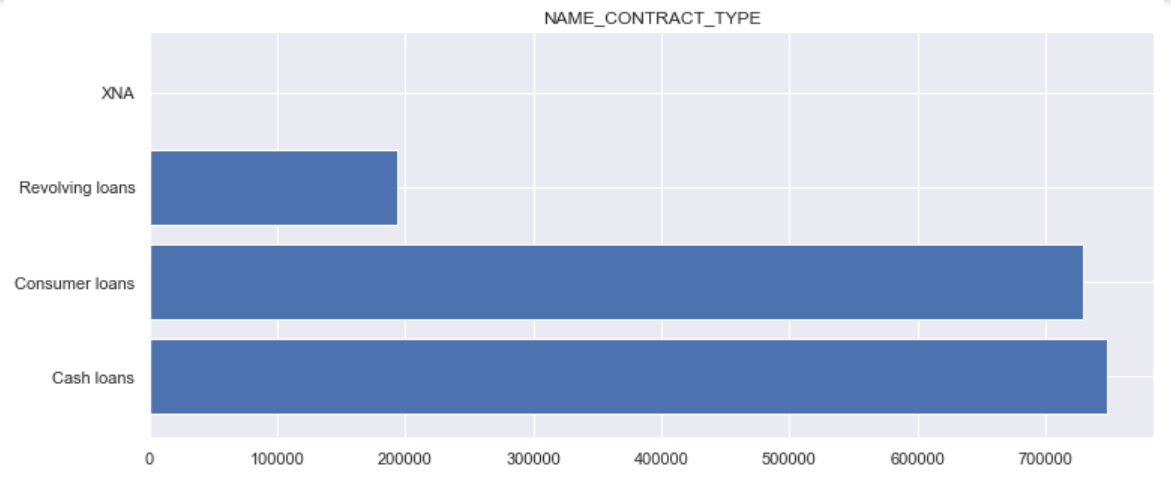 NAME_CONTRACT_TYPE
XNA
Revolving loans
Consumer loans
Cash loans
0 100000 200000 300000 400000 500000 600000 700000